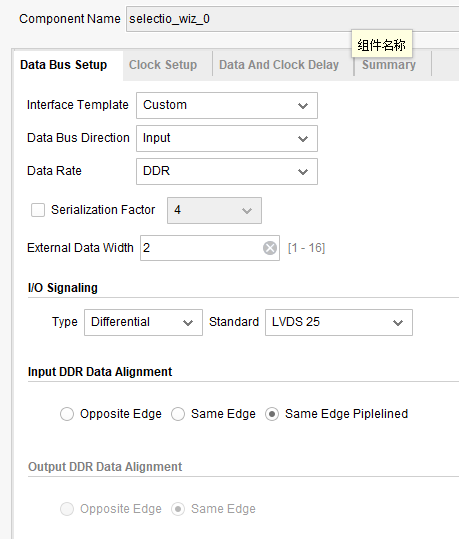 Component Name selectio_wiz_0
组件名称
Data Bus Setup Clock Setup Data And Clock Delay Summary
Interface Template Custom
Data Bus Direction Input
Data Rate DDR
Serialization Factor 4
External Data Width 2 [1 - 16]
I/O Signaling
Type Differential Standard LVDS 25
Input DDR Data Alignment
Opposite Edge Same Edge Same Edge Piplelined
Output DDR Data Alignment
Opposite Edge Same Edge